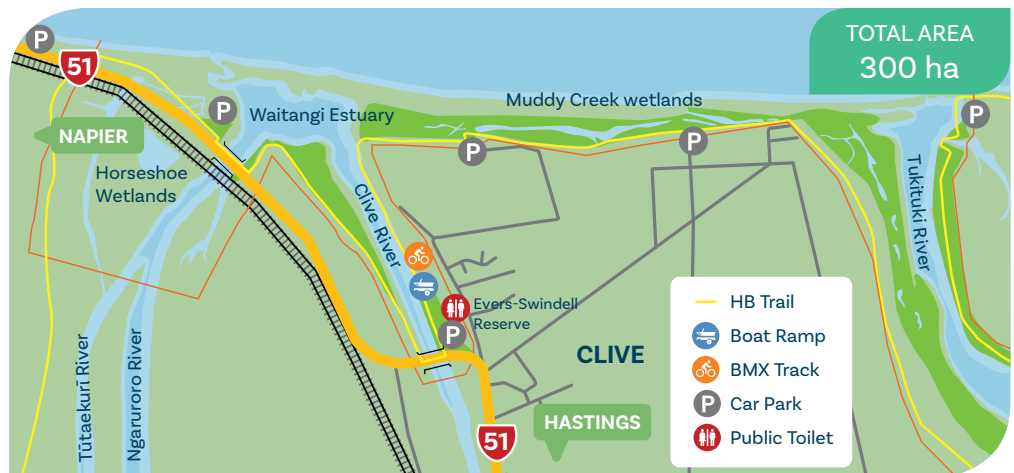 P
51
TOTAL AREA
300 ha
P
Waitangi Estuary
Muddy Creek wetlands
P
NAPIER
P
P
Horseshoe
Wetlands
Clive River
Tukituki River
Evers-Swindell
Reserve
P
CLIVE
HB Trail
Boat Ramp
BMX Track
P Car Park
Public Toilet
Tūtaekurī River
Ngaruroro River
HASTINGS
51